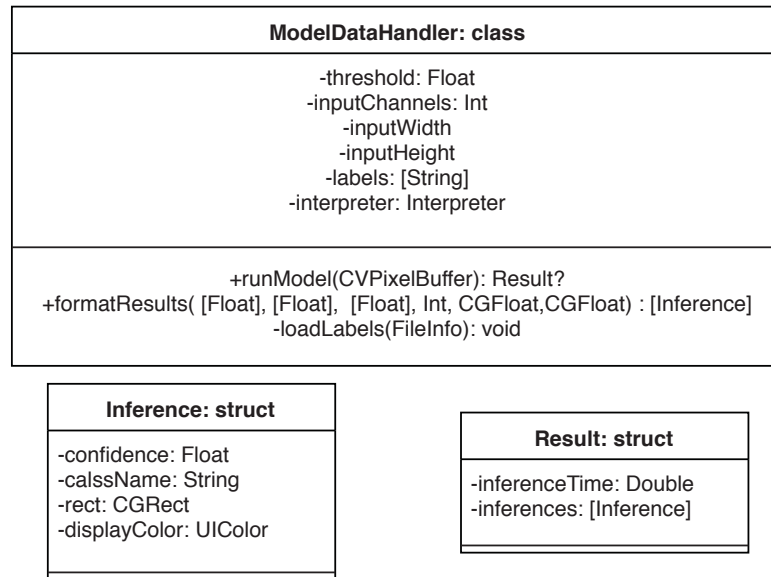 ModelDataHandler: class
-threshold: Float
-inputChannels: Int
-inputWidth
-inputHeight
-labels: [String]
-interpreter: Interpreter
+runModel(CVPixelBuffer): Result?
+formatResults( [Float], [Float],  [Float], Int, CGFloat,CGFloat) : [Inference]
-loadLabels(FileInfo): void
Inference: struct
-confidence: Float
-calssName: String
-rect: CGRect
-displayColor: UIColor
Result: struct
-inferenceTime: Double
-inferences: [Inference]